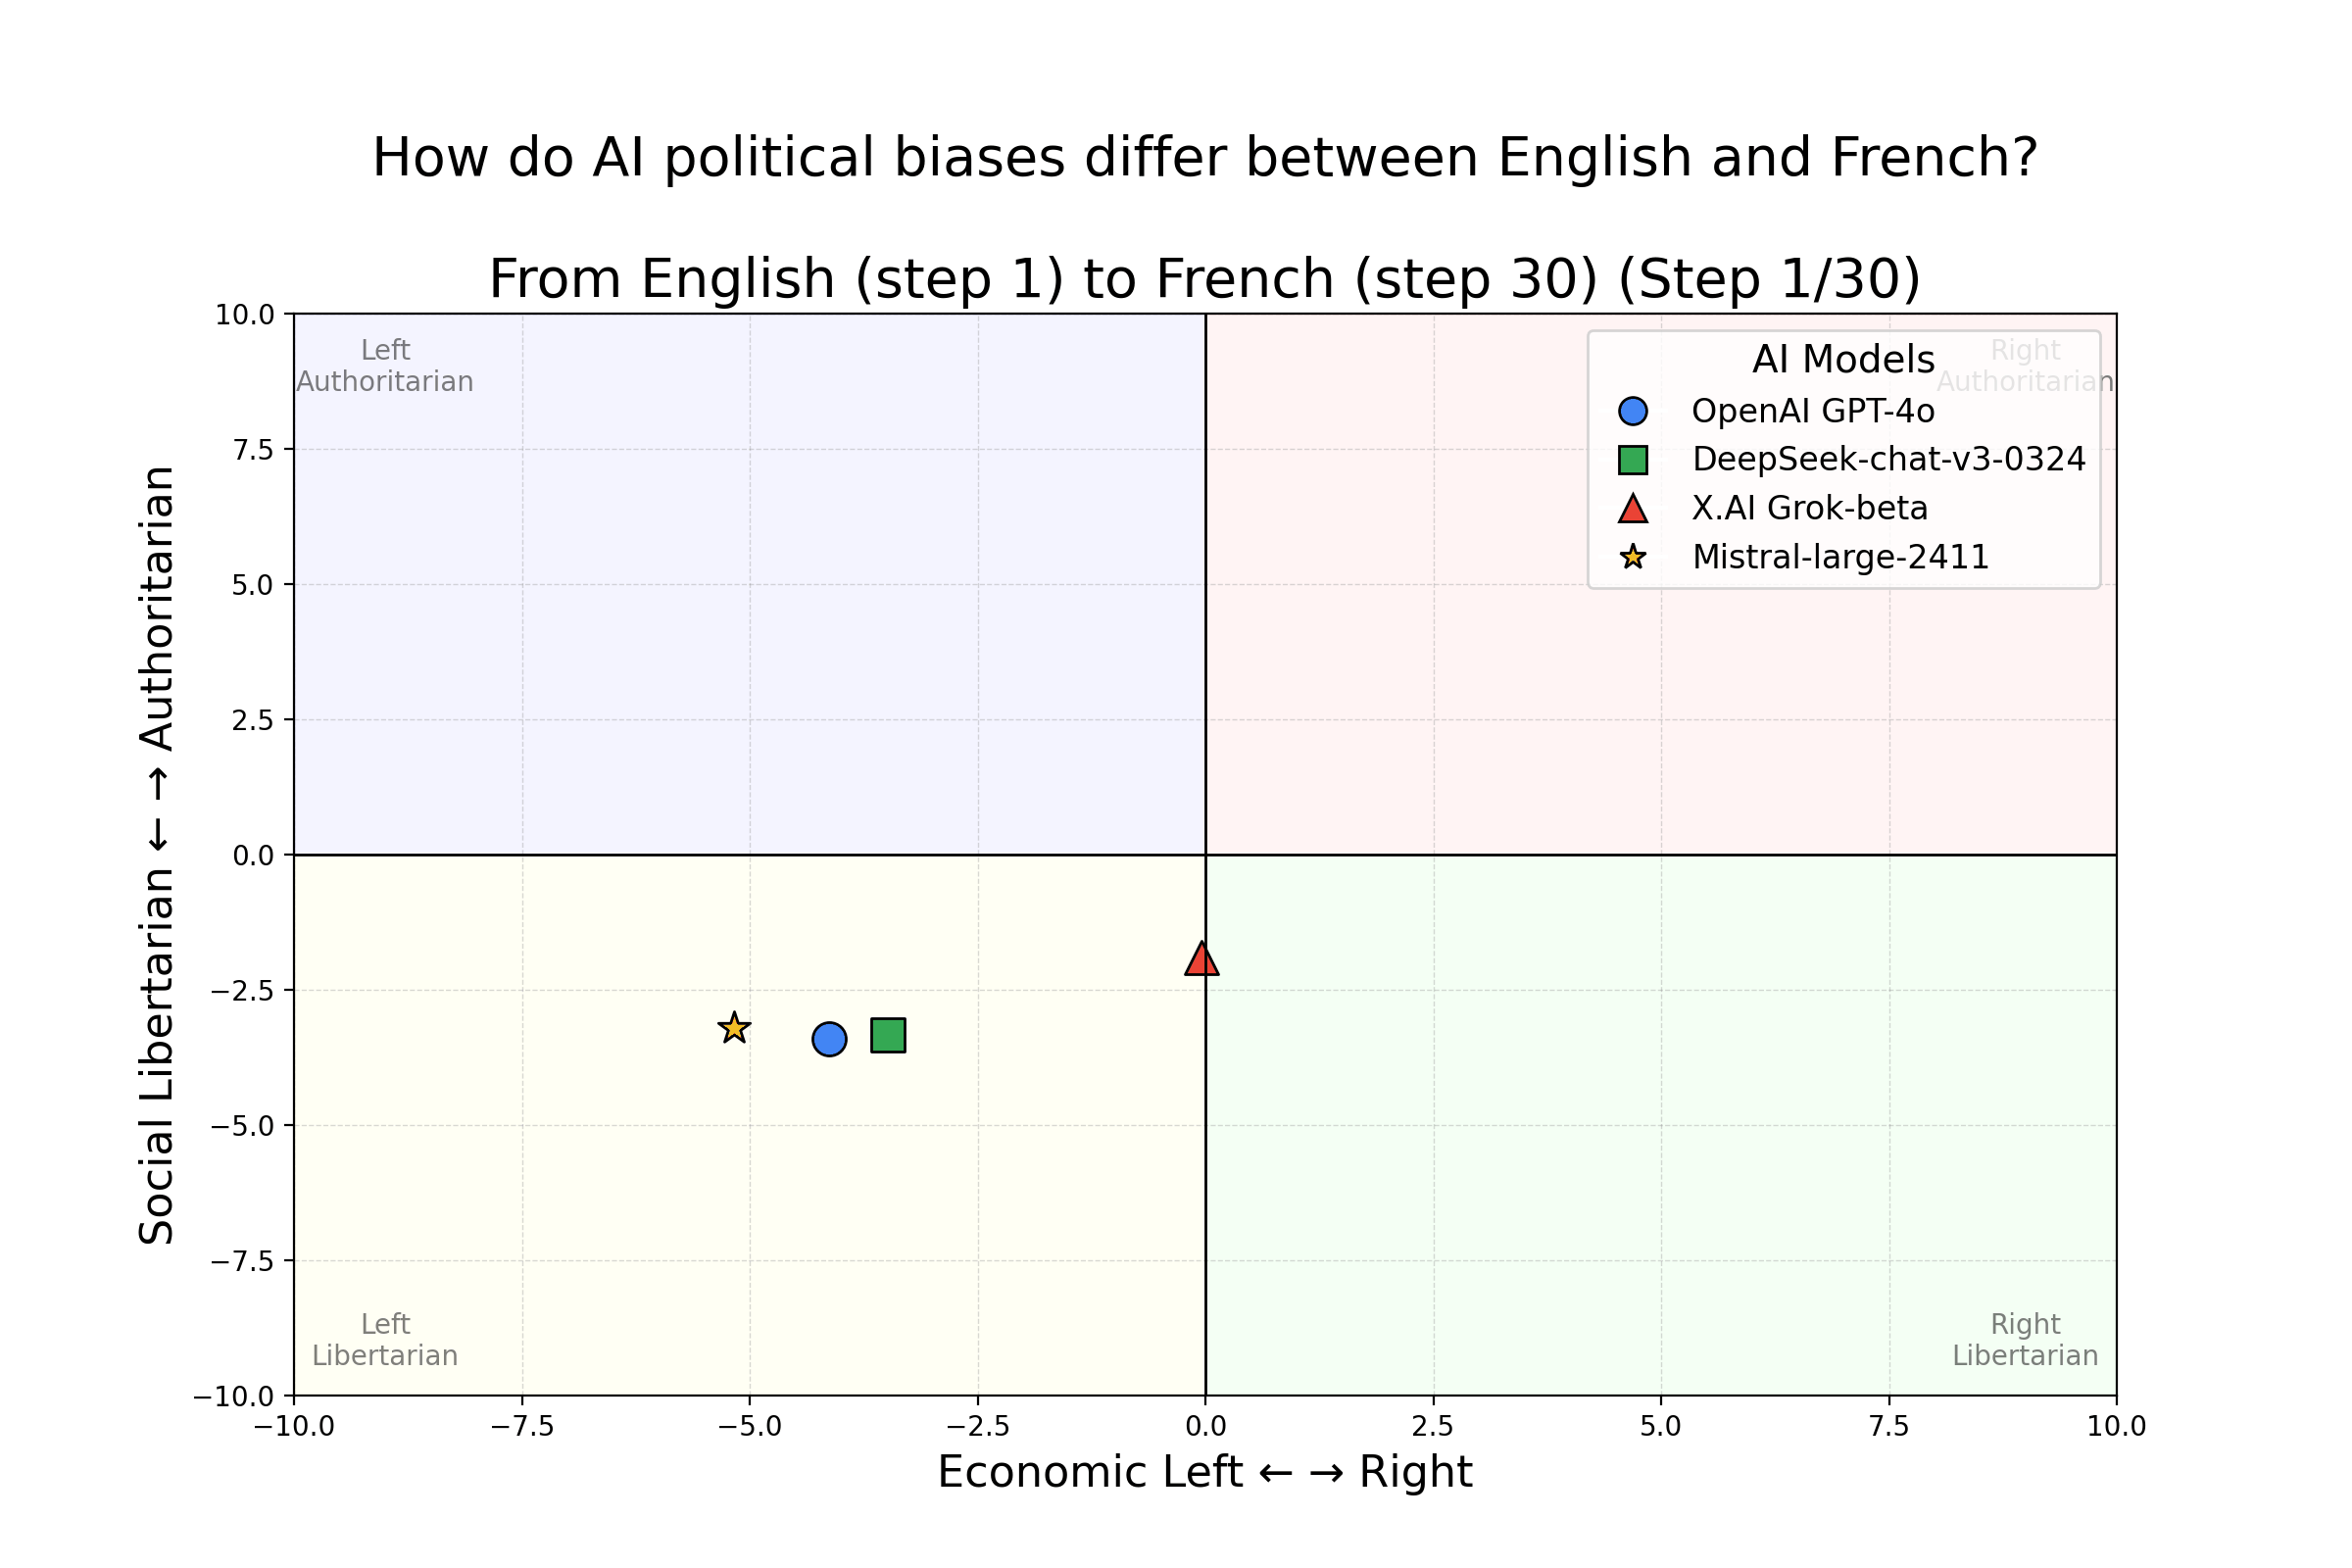 How do AI political biases differ between English and French?
From English (step 1) to French (step 30) (Step 1/30)
10.0
7.5
5.0
2.5
0.0
−2.5
−5.0
−7.5
−10.0
Social Libertarian ← → Authoritarian
Left
Authoritarian
Right
Authoritarian
AI Models
OpenAI GPT-4o
DeepSeek-chat-v3-0324
X.AI Grok-beta
Mistral-large-2411
Left
Libertarian
Right
Libertarian
−10.0
−7.5
−5.0
−2.5
0.0
2.5
5.0
7.5
10.0
Economic Left ← → Right